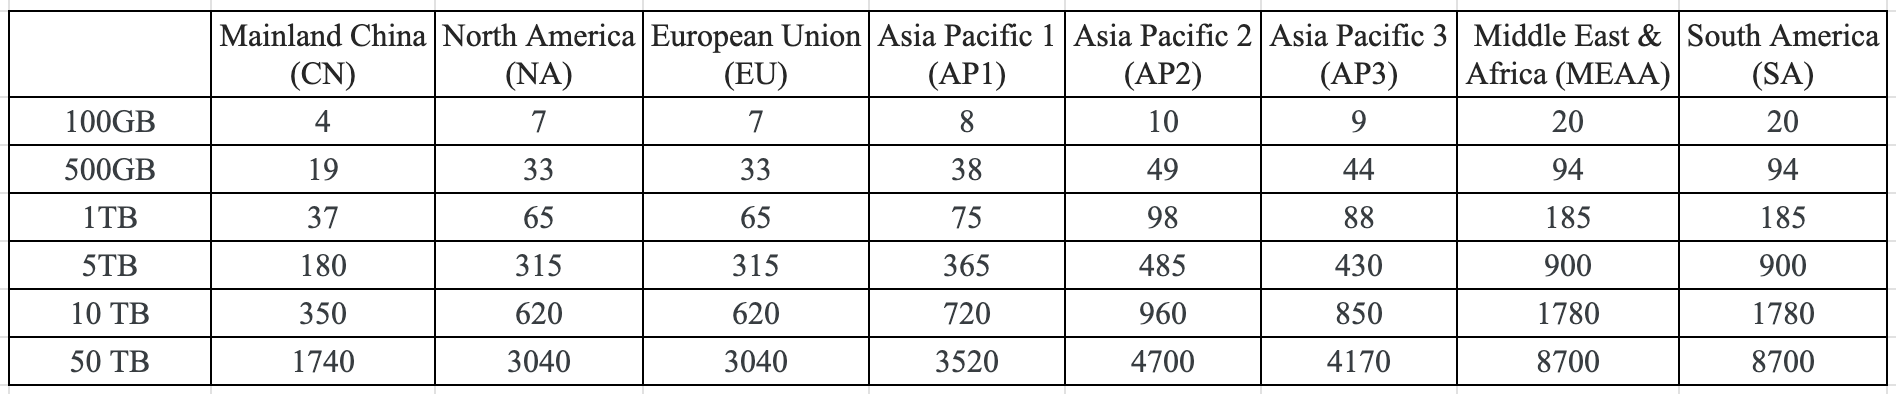 Mainland China North America European Union Asia Pacific 1 Asia Pacific 2 Asia Pacific 3 Middle East & South America
(CN) (NA) (EU) (AP1) (AP2) (AP3) Africa (MEAA) (SA)
100GB 4 7 7 8 10 9 20 20
500GB 19 33 33 38 49 44 94 94
1TB 37 65 65 75 98 88 185 185
5TB 180 315 315 365 485 430 900 900
10 TB 350 620 620 720 960 850 1780 1780
50 TB 1740 3040 3040 3520 4700 4170 8700 8700